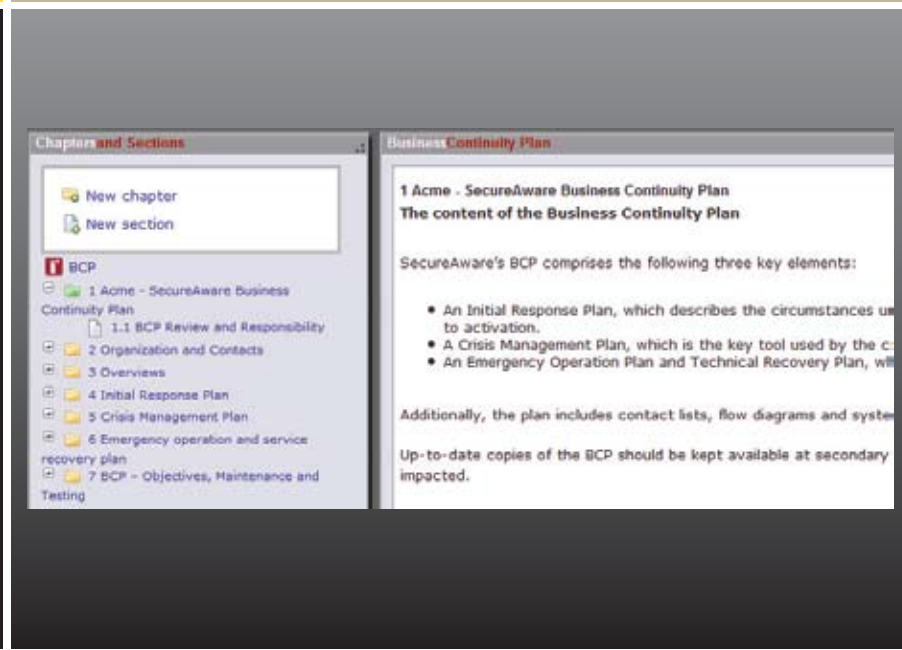 Chapters and Sections
New chapter
New section
BCP
1 Acme - SecureAware Business
Continuity Plan
1.1 BCP Review and Responsibility
2 Organization and Contacts
3 Overviews
4 Initial Response Plan
5 Crisis Management Plan
6 Emergency operation and service
recovery plan
7 BCP - Objectives, Maintenance and
Testing
Business Continuity Plan
1 Acme - SecureAware Business Continuity Plan
The content of the Business Continuity Plan
SecureAware's BCP comprises the following three key elements:
• An Initial Response Plan, which describes the circumstances
to activation.
• A Crisis Management Plan, which is the key tool used by the
• An Emergency Operation Plan and Technical Recovery Plan,
Additionally, the plan includes contact lists, flow diagrams and
Up-to-date copies of the BCP should be kept available at secondary
impacted.